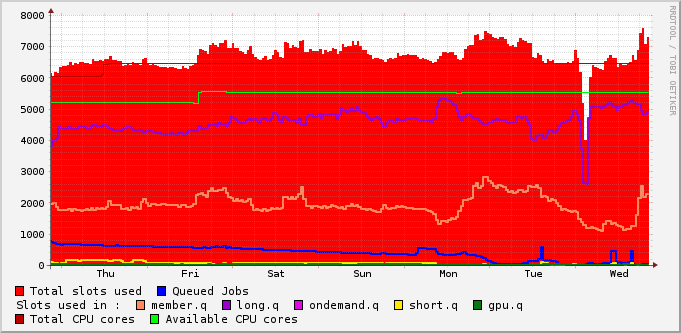 RRDTOOL / TOBI OETIKER
8000
7000
6000
5000
4000
3000
2000
1000
0
Thu Fri Sat Sun Mon Tue Wed
Total slots used Queued Jobs
Slots used in : member.q long.q ondemand.q short.q gpu.q
Total CPU cores Available CPU cores